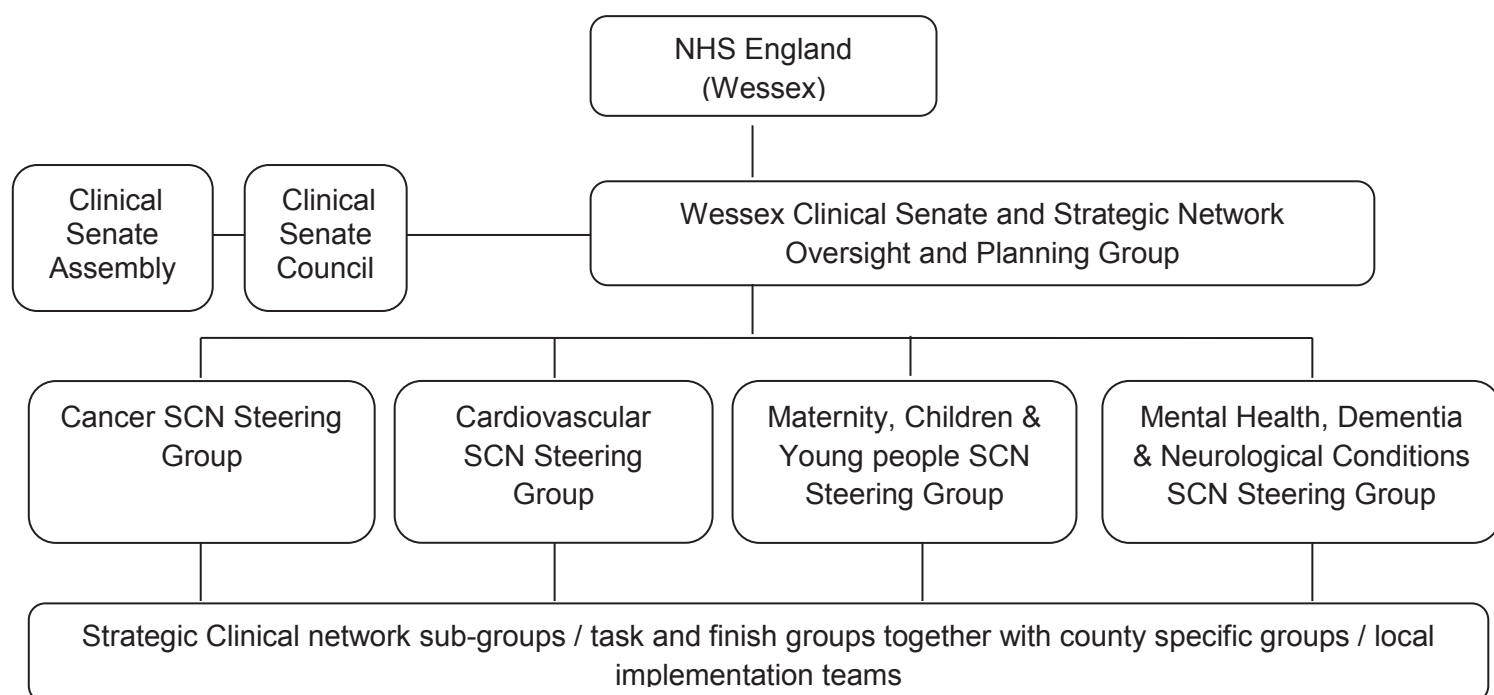 NHS England
(Wessex)
Clinical
Senate
Assembly
Clinical
Senate
Council
Wessex Clinical Senate and Strategic Network
Oversight and Planning Group
Cancer SCN Steering
Group
Cardiovascular
SCN Steering
Group
Maternity, Children &
Young people SCN
Steering Group
Mental Health, Dementia
& Neurological Conditions
SCN Steering Group
Strategic Clinical network sub-groups / task and finish groups together with county specific groups / local
implementation teams